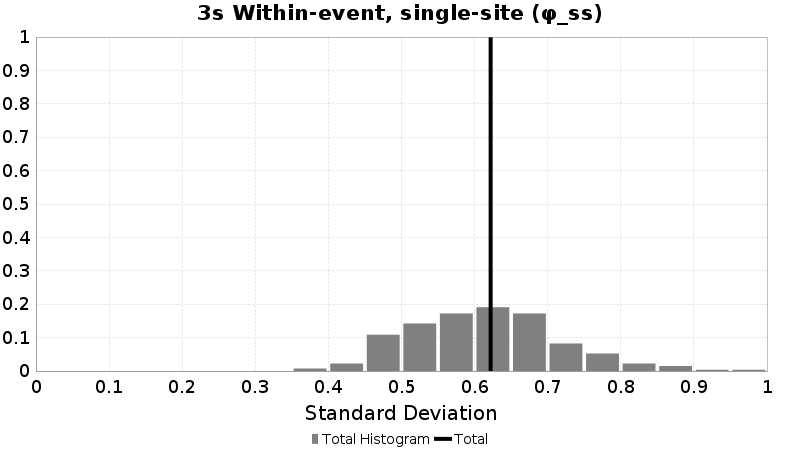 3s Within-event, single-site (φ_ss)
1
0.9
0.8
0.7
0.6
0.5
0.4
0.3
0.2
0.1
0
0 0.1 0.2 0.3 0.4 0.5 0.6 0.7 0.8 0.9 1
Standard Deviation
Total Histogram Total